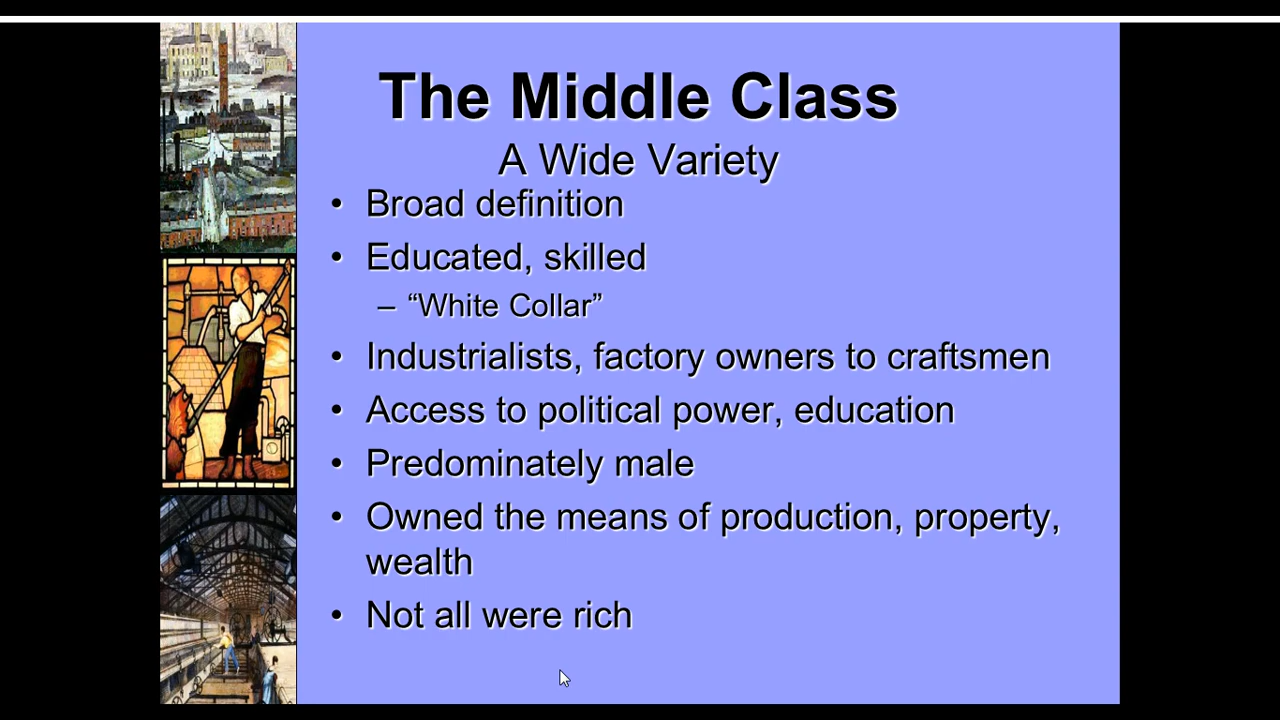 The Middle Class
A Wide Variety
• Broad definition
• Educated, skilled
– “White Collar”
• Industrialists, factory owners to craftsmen
• Access to political power, education
• Predominately male
• Owned the means of production, property,
wealth
• Not all were rich